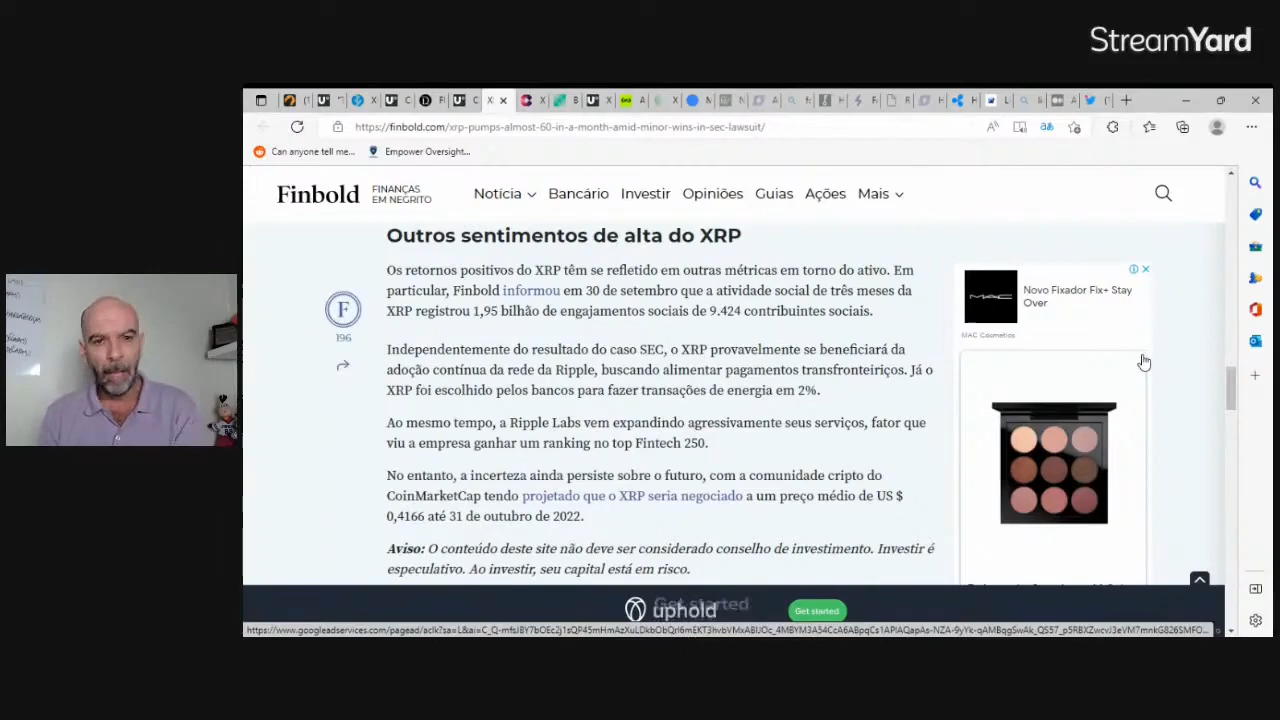 StreamYard
https://finbold.com/xrp-pumps-almost-60-in-a-month-amid-minor-wins-in-sec-lawsuit/
Can anyone tell me...
Empower Oversight...
Finbold
FINANÇAS
EM NEGRITO
Notícia
Bancário
Investir
Opiniões
Guias
Ações
Mais
Outros sentimentos de alta do XRP
Os retornos positivos do XRP têm se refletido em outras métricas em torno do ativo. Em
particular, Finbold informou em 30 de setembro que a atividade social de três meses da
XRP registrou 1,95 bilhão de engajamentos sociais de 9.424 contribuintes sociais.
F
196
Independentemente do resultado do caso SEC, o XRP provavelmente se beneficiará da
adoção contínua da rede da Ripple, buscando alimentar pagamentos transfronteiriços. Já o
XRP foi escolhido pelos bancos para fazer transações de energia em 2%.
Ao mesmo tempo, a Ripple Labs vem expandindo agressivamente seus serviços, fator que
viu a empresa ganhar um ranking no top Fintech 250.
No entanto, a incerteza ainda persiste sobre o futuro, com a comunidade cripto do
CoinMarketCap tendo projetado que o XRP seria negociado a um preço médio de US $
0,4166 até 31 de outubro de 2022.
Aviso: O conteúdo deste site não deve ser considerado conselho de investimento. Investir é
especulativo. Ao investir, seu capital está em risco.
MAC
Novo Fixador Fix+ Stay
Over
MAC Cosmetics
Get started
uphold
Get started